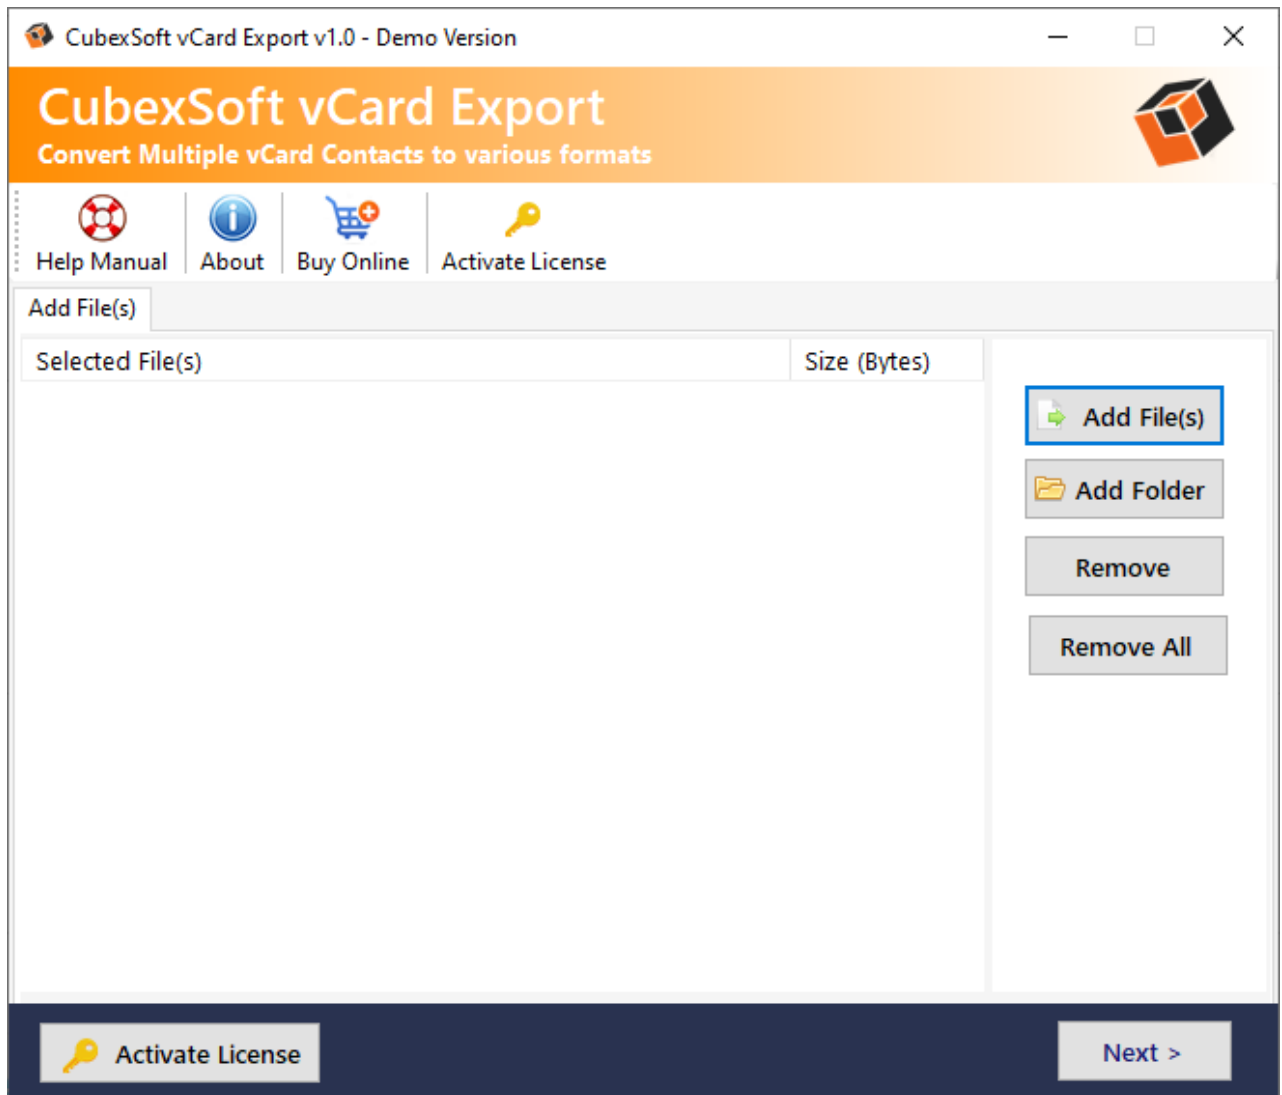 CubexSoft vCard Export v1.0 - Demo Version
CubexSoft vCard Export
Convert Multiple vCard Contacts to various formats
Help Manual
About
Buy Online
Activate License
Add File(s)
Selected File(s)
Size (Bytes)
Add File(s)
Add Folder
Remove
Remove All
Activate License
Next >